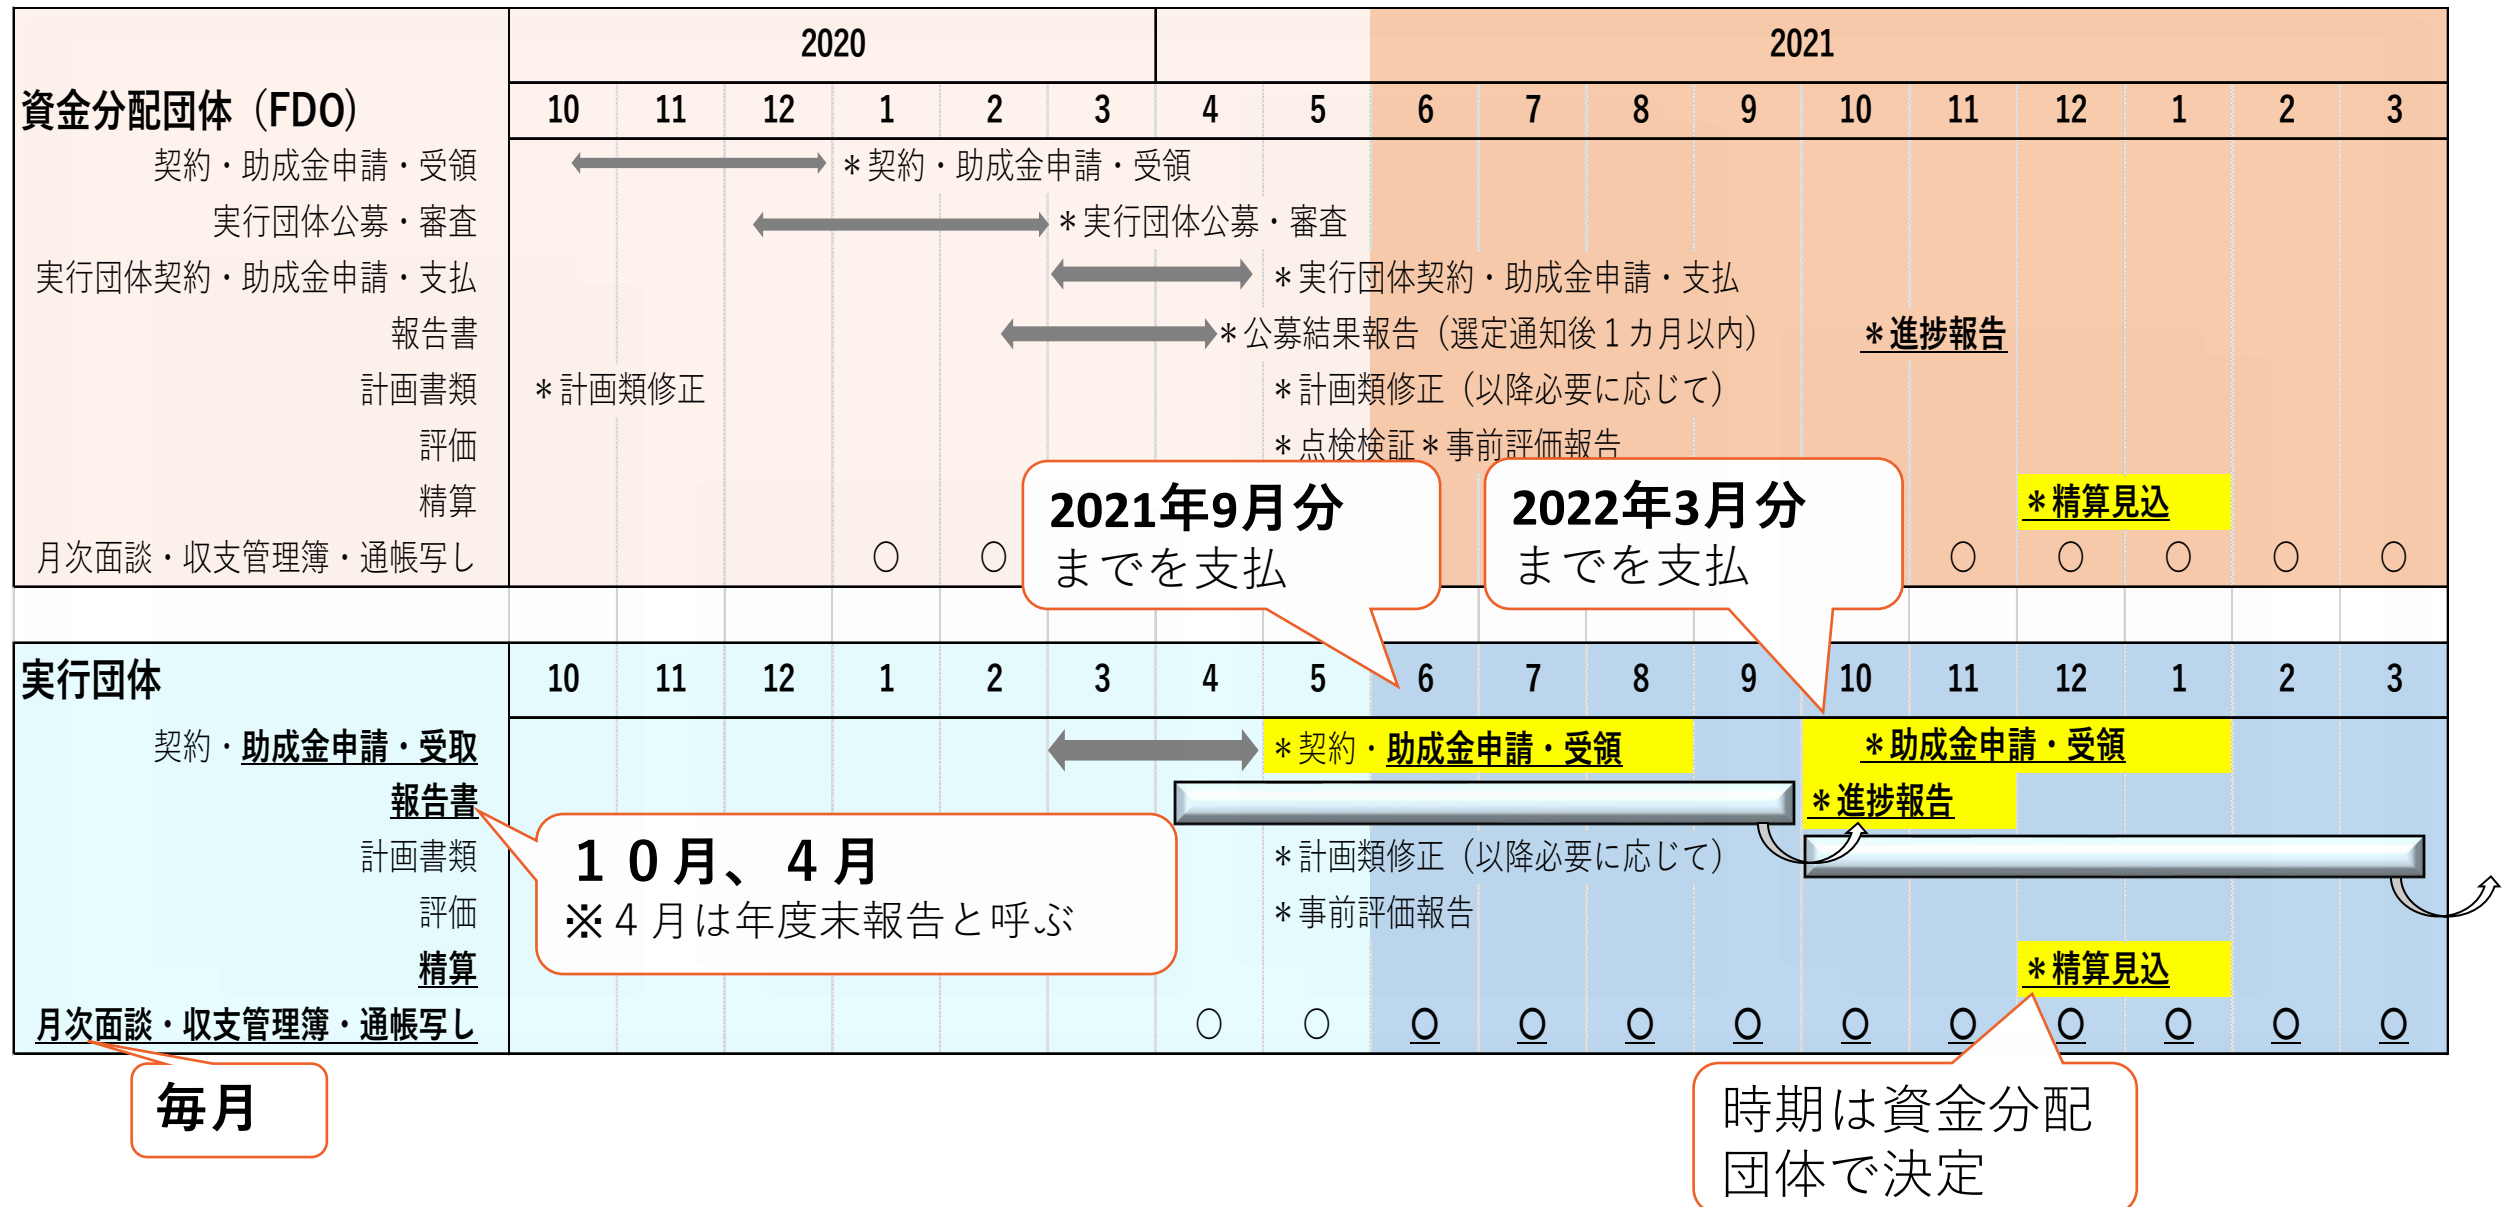 2020 2021
資金分配団体（FDO） 10 11 12 1 2 3 4 5 6 7 8 9 10 11 12 1 2 3
契約・助成金申請・受領 ＊契約・助成金申請・受領
実行団体公募・審査 ＊実行団体公募・審査
実行団体契約・助成金申請・支払 ＊実行団体契約・助成金申請・支払
報告書 ＊公募結果報告（選定通知後１カ月以内） ＊進捗報告
計画書類 ＊計画類修正 ＊計画類修正（以降必要に応じて）
評価 ＊点検検証＊事前評価報告
精算 ＊精算見込
月次面談・収支管理簿・通帳写し 〇 〇 〇 〇 〇 〇 〇
2021年9月分
までを支払
2022年3月分
までを支払
実行団体 10 11 12 1 2 3 4 5 6 7 8 9 10 11 12 1 2 3
契約・助成金申請・受取 ＊契約・助成金申請・受領 ＊助成金申請・受領
報告書 ＊進捗報告
計画書類 ＊計画類修正（以降必要に応じて）
評価 ＊事前評価報告
精算 ＊精算見込
月次面談・収支管理簿・通帳写し 〇 〇 〇 〇 〇 〇 〇 〇 〇 〇 〇 〇
１０月、４月
※４月は年度末報告と呼ぶ
毎月
時期は資金分配
団体で決定